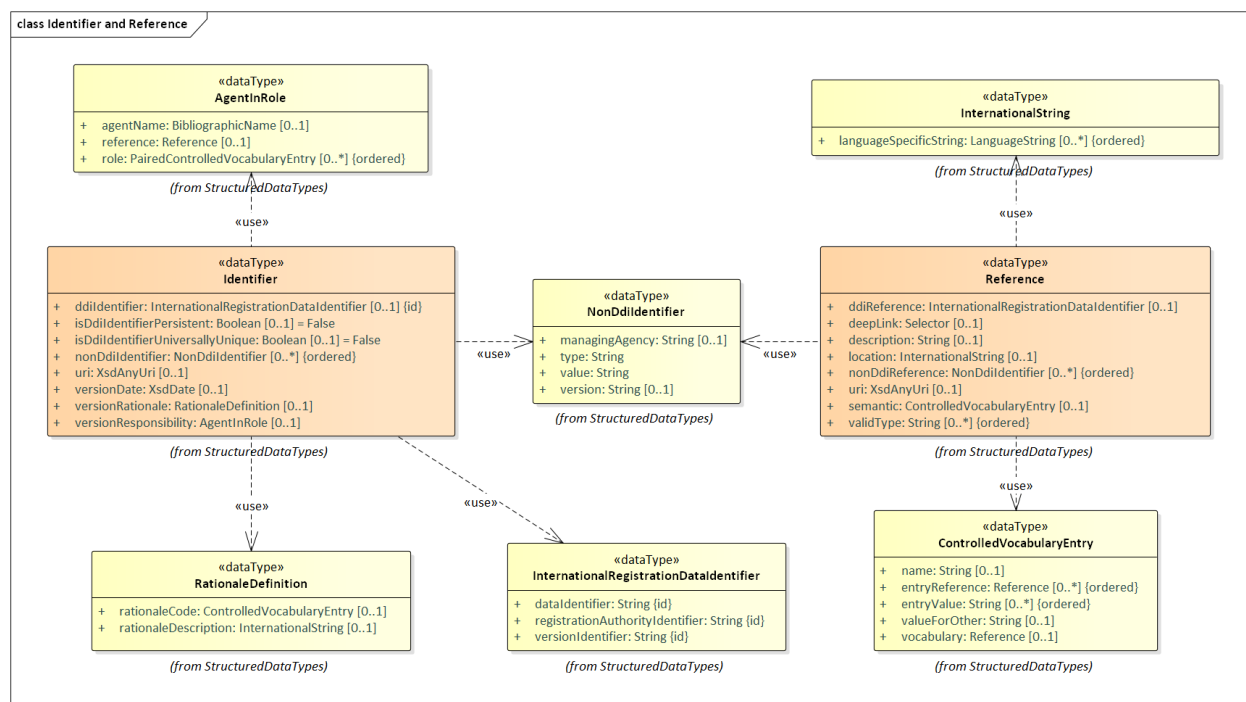 class Identifier and Reference
«dataType»
AgentInRole
+ agentName: BibliographicName [0..1]
+ reference: Reference [0..1]
+ role: PairedControlledVocabularyEntry [0..*] {ordered}
(from StructuredDataTypes)
«dataType»
InternationalString
+ languageSpecificString: LanguageString [0..*] {ordered}
(from StructuredDataTypes)
«use»
«use»
«dataType»
Identifier
+ ddiIdentifier: InternationalRegistrationDataIdentifier [0..1] {id}
+ isDdiIdentifierPersistent: Boolean [0..1] = False
+ isDdiIdentifierUniversallyUnique: Boolean [0..1] = False
+ nonDdiIdentifier: NonDdiIdentifier [0..*] {ordered}
+ uri: XsdAnyUri [0..1]
+ versionDate: XsdDate [0..1]
+ versionRationale: RationaleDefinition [0..1]
+ versionResponsibility: AgentInRole [0..1]
(from StructuredDataTypes)
«use»
«dataType»
NonDdiIdentifier
+ managingAgency: String [0..1]
+ type: String
+ value: String
+ version: String [0..1]
(from StructuredDataTypes)
«use»
«dataType»
Reference
+ ddiReference: InternationalRegistrationDataIdentifier [0..1]
+ deepLink: Selector [0..1]
+ description: String [0..1]
+ location: InternationalString [0..1]
+ nonDdiReference: NonDdiIdentifier [0..*] {ordered}
+ uri: XsdAnyUri [0..1]
+ semantic: ControlledVocabularyEntry [0..1]
+ validType: String [0..*] {ordered}
(from StructuredDataTypes)
«use»
«use»
«use»
«dataType»
RationaleDefinition
+ rationaleCode: ControlledVocabularyEntry [0..1]
+ rationaleDescription: InternationalString [0..1]
(from StructuredDataTypes)
«dataType»
InternationalRegistrationDataIdentifier
+ dataIdentifier: String {id}
+ registrationAuthorityIdentifier: String {id}
+ versionIdentifier: String {id}
(from StructuredDataTypes)
«dataType»
ControlledVocabularyEntry
+ name: String [0..1]
+ entryReference: Reference [0..*] {ordered}
+ entryValue: String [0..*] {ordered}
+ valueForOther: String [0..1]
+ vocabulary: Reference [0..1]
(from StructuredDataTypes)